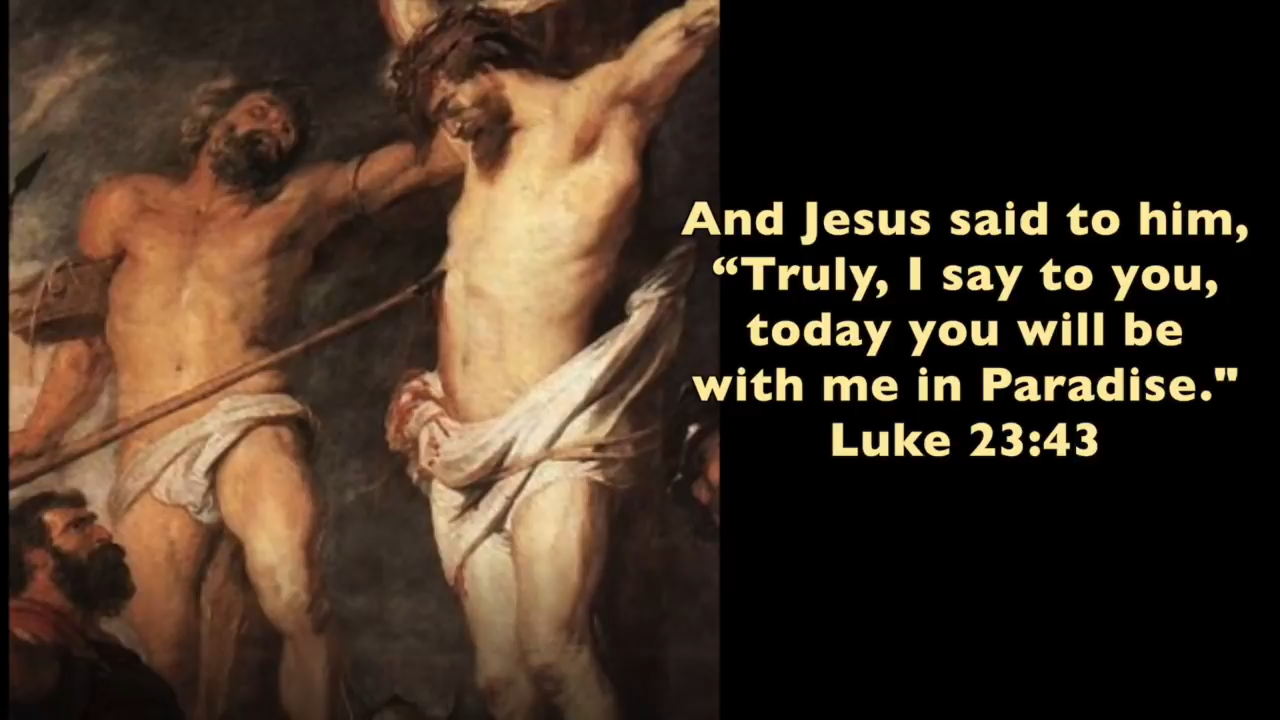 And Jesus said to him,
“Truly, I say to you,
today you will be
with me in Paradise."
Luke 23:43